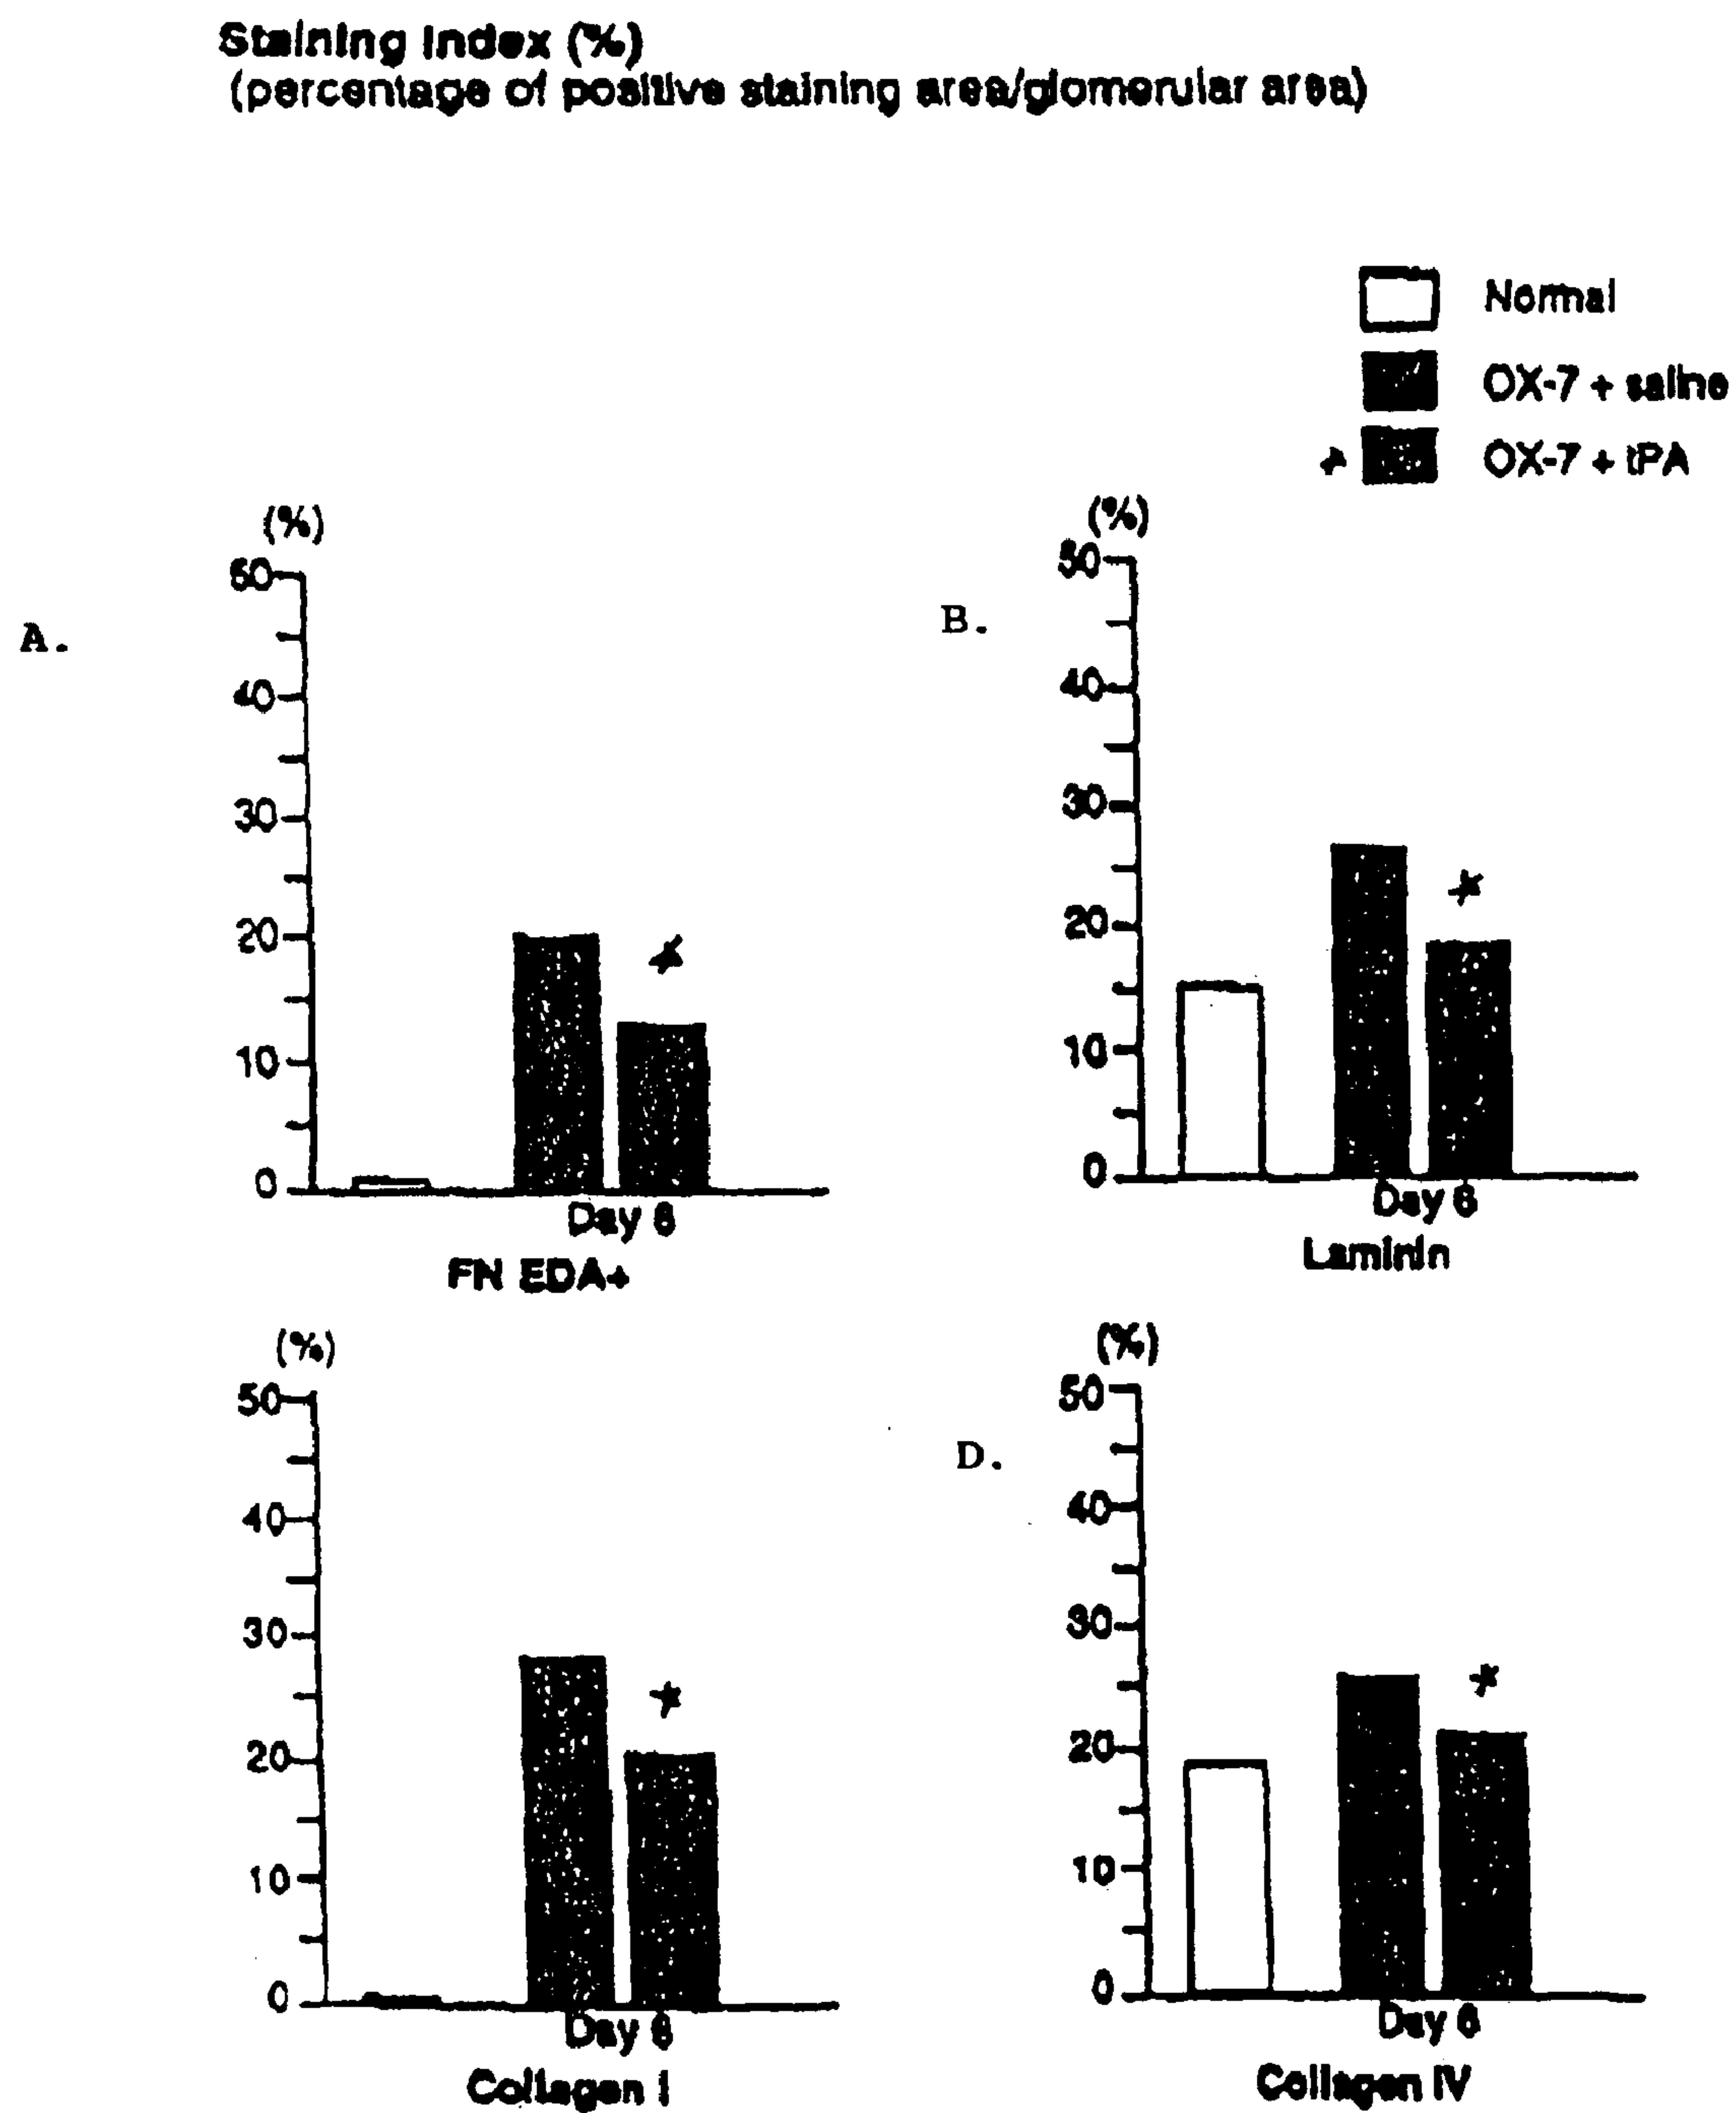 Staining Index (%)
(percentage of positive staining area/glomerular area)
Normal
OX-7 + saline
* OX-7 + tPA
A.
(%)
50
40
30
20
10
0
*
Day 6
FN EDA+
B.
(%)
50
40
30
20
10
0
*
Day 6
Laminin
(%)
50
40
30
20
10
0
*
Day 6
Collagen I
D.
(%)
50
40
30
20
10
0
*
Day 6
Collagen IV